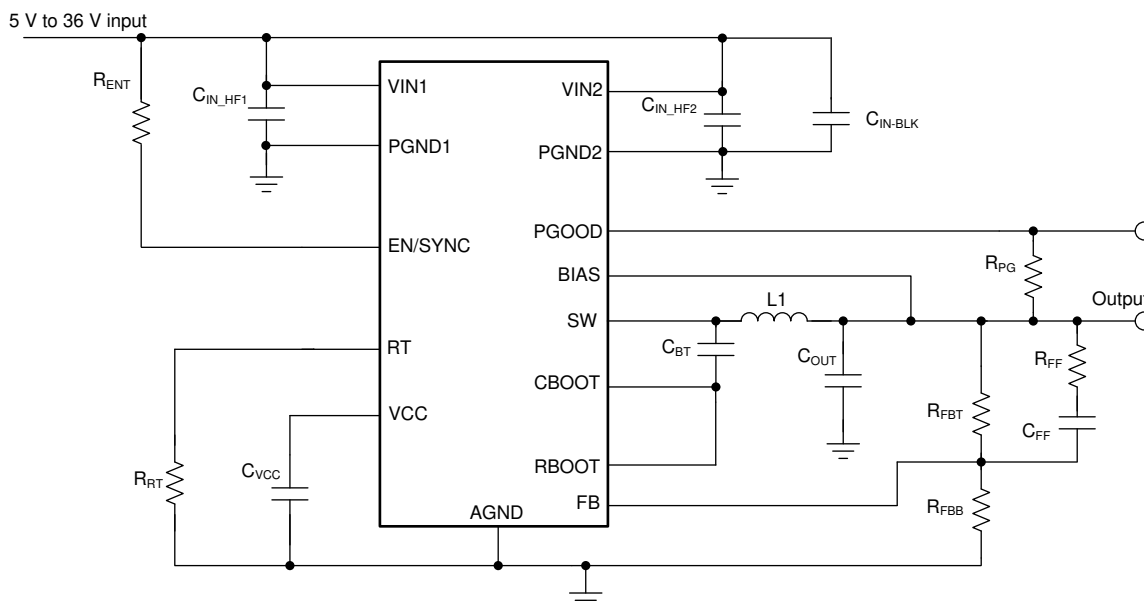 5 V to 36 V input
R_ENT
C_IN_HF1
VIN1
PGND1
EN/SYNC
RT
VCC
AGND
R_RT
C_VCC
VIN2
PGND2
PGOOD
BIAS
SW
CBOOT
RBOOT
FB
C_IN_HF2
C_IN-BLK
R_PG
Output
L1
C_BT
C_OUT
R_FBT
R_FF
C_FF
R_FBB